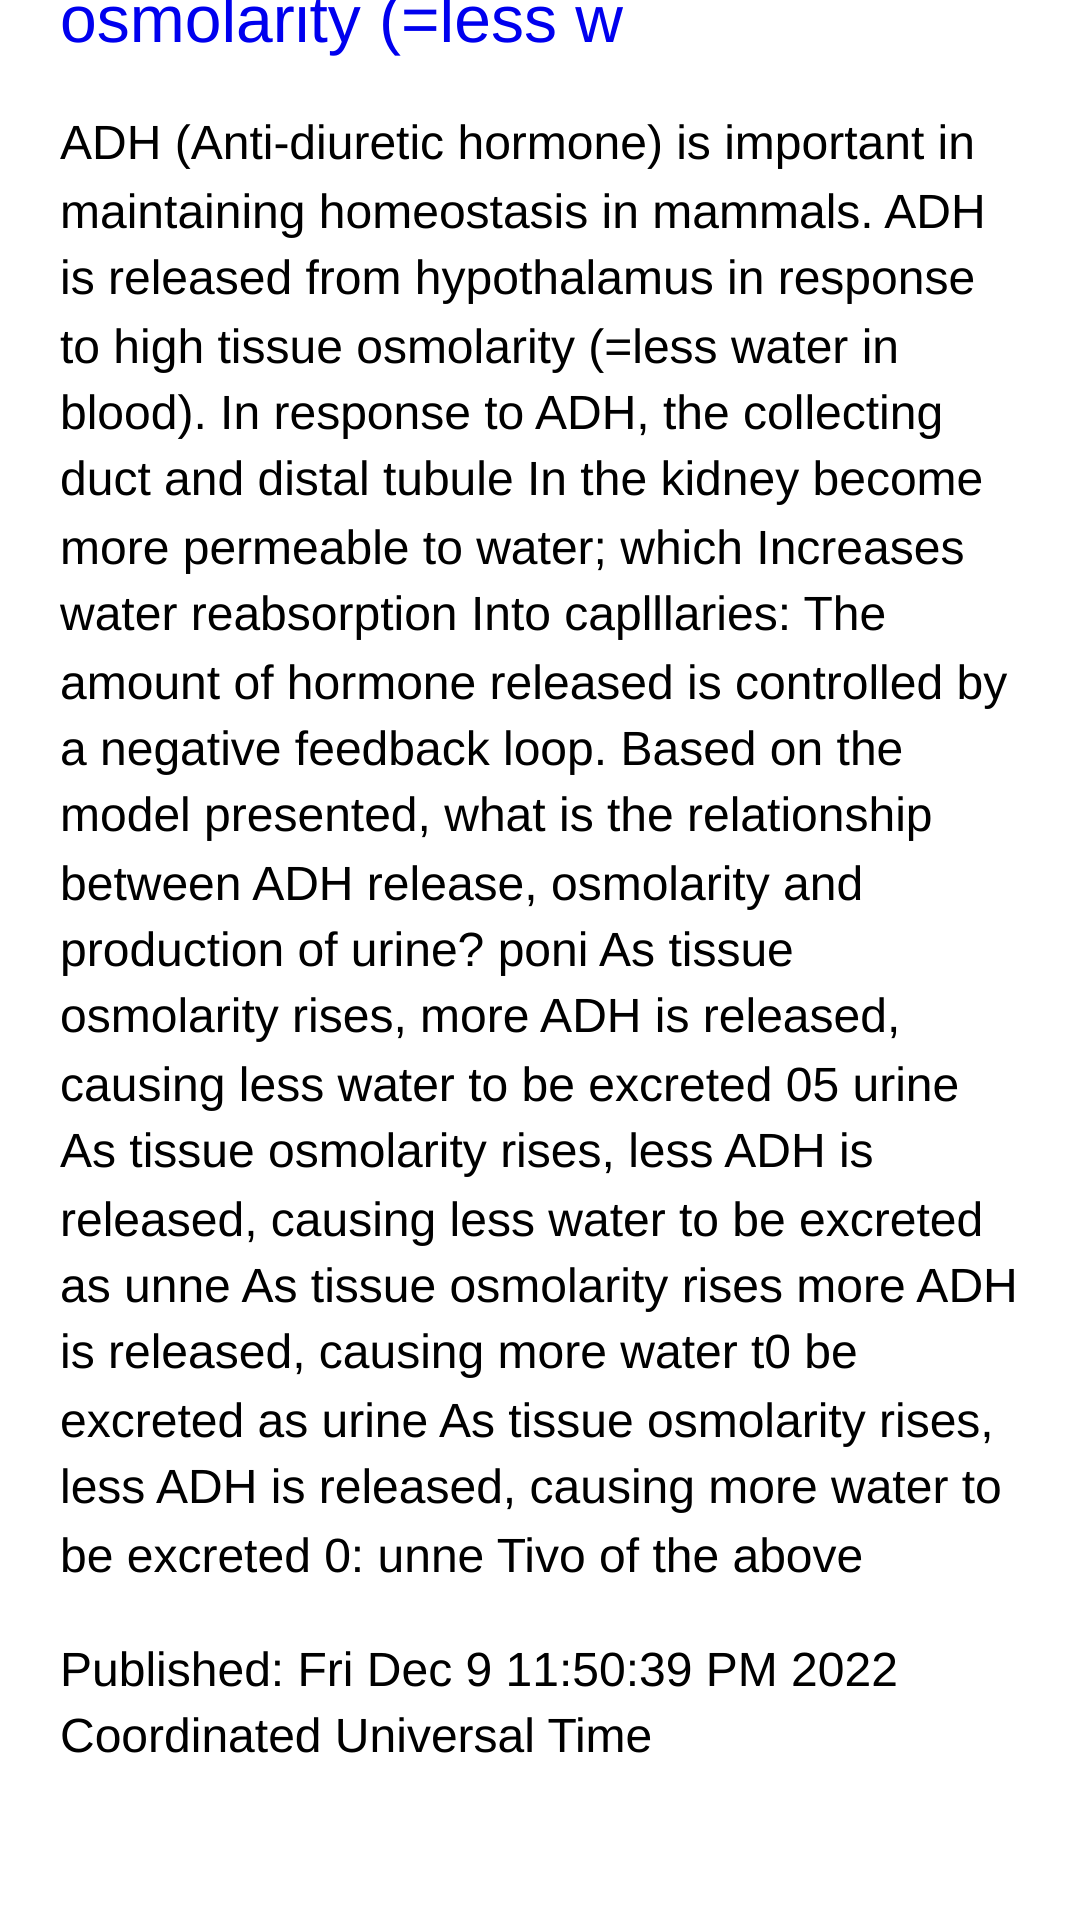 osmolarity (=less w
ADH (Anti-diuretic hormone) is important in
maintaining homeostasis in mammals. ADH
is released from hypothalamus in response
to high tissue osmolarity (=less water in
blood). In response to ADH, the collecting
duct and distal tubule In the kidney become
more permeable to water; which Increases
water reabsorption Into caplllaries: The
amount of hormone released is controlled by
a negative feedback loop. Based on the
model presented, what is the relationship
between ADH release, osmolarity and
production of urine? poni As tissue
osmolarity rises, more ADH is released,
causing less water to be excreted 05 urine
As tissue osmolarity rises, less ADH is
released, causing less water to be excreted
as unne As tissue osmolarity rises more ADH
is released, causing more water t0 be
excreted as urine As tissue osmolarity rises,
less ADH is released, causing more water to
be excreted 0: unne Tivo of the above
Published: Fri Dec 9 11:50:39 PM 2022
Coordinated Universal Time